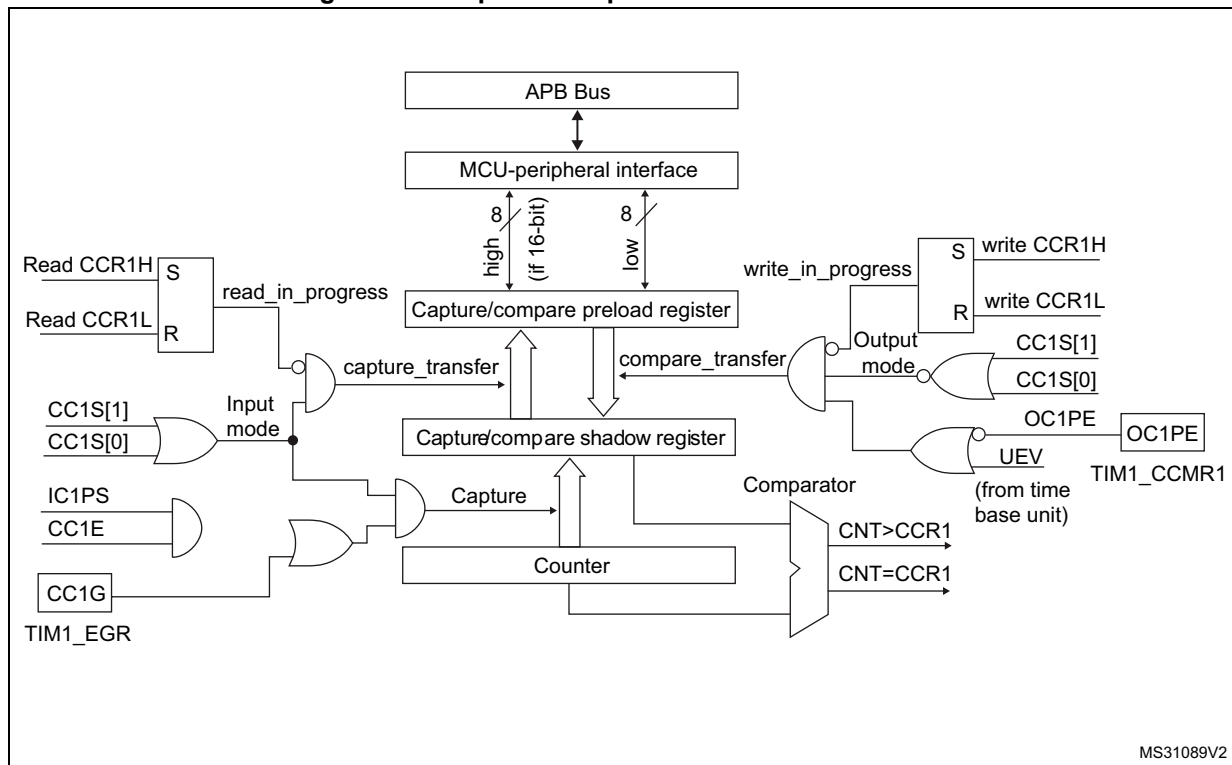 APB Bus
MCU-peripheral interface
8
high
(if 16-bit)
8
low
Read CCR1H
S
read_in_progress
Read CCR1L
R
write_in_progress
S
write CCR1H
R
write CCR1L
Capture/compare preload register
capture_transfer
compare_transfer
Output
mode
CC1S[1]
CC1S[0]
CC1S[1]
CC1S[0]
Input
mode
Capture/compare shadow register
OC1PE
OC1PE
UEV
TIM1_CCMR1
(from time
base unit)
IC1PS
CC1E
Capture
Comparator
CNT>CCR1
Counter
CNT=CCR1
CC1G
TIM1_EGR
MS31089V2